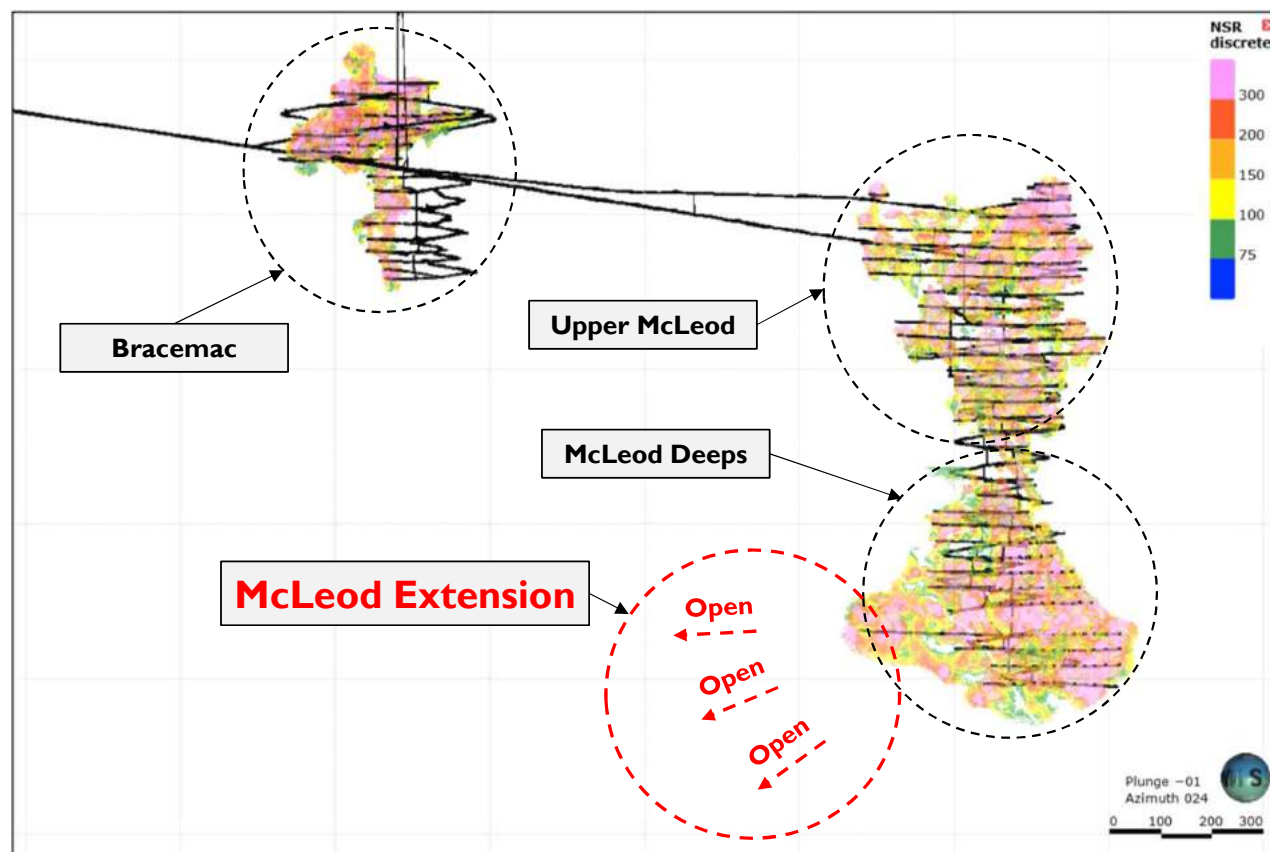 NSR
discrete
300
200
150
100
75
Bracemac
Upper McLeod
McLeod Deeps
McLeod Extension
Open
Open
Open
Plunge −01
Azimuth 024
0 100 200 300